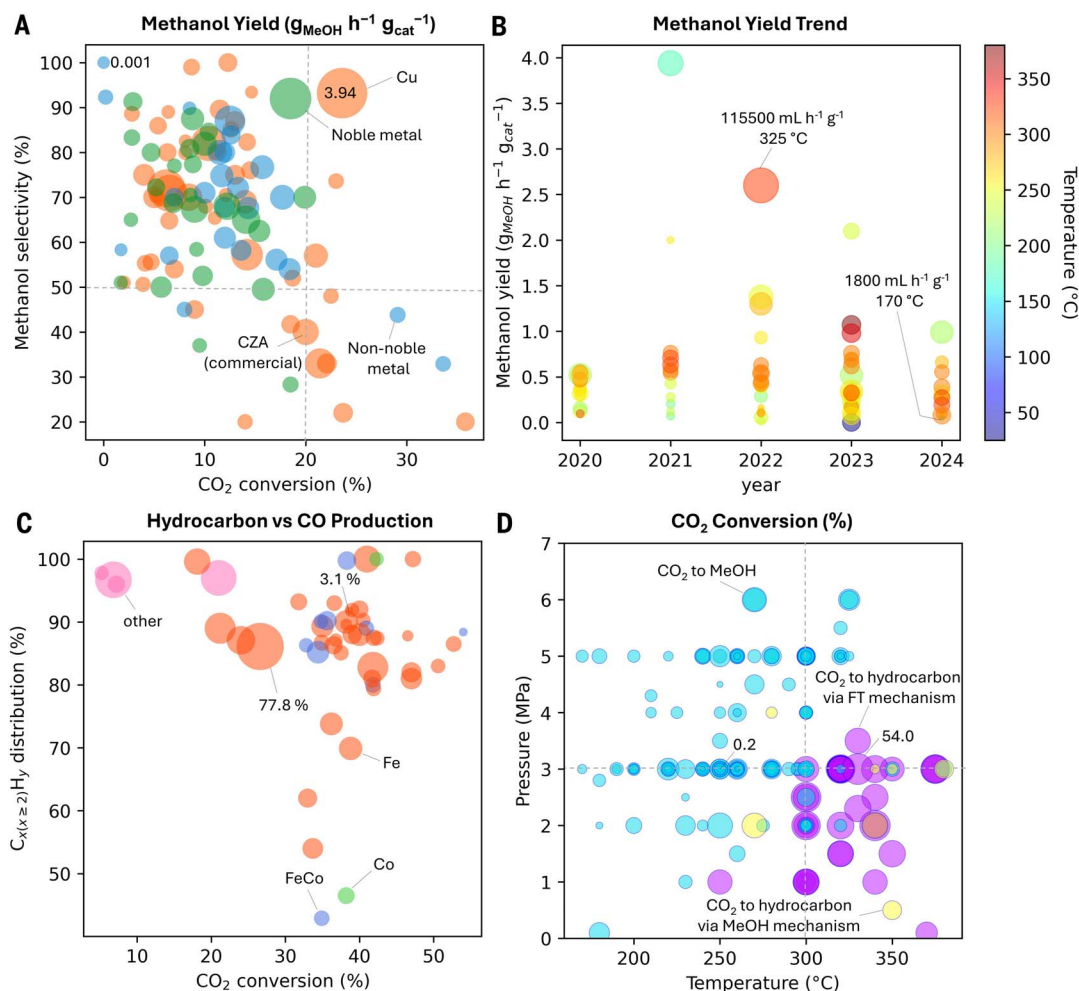 A
Methanol Yield (gMeOH h−1 gcat−1)
Methanol selectivity (%)
100
90
80
70
60
50
40
30
20
0.001
3.94
Cu
Noble metal
CZA
(commercial)
Non-noble
metal
0
10
20
30
CO2 conversion (%)
B
Methanol Yield Trend
Methanol yield (gMeOH h−1 gcat−1)
4.0
3.5
3.0
2.5
2.0
1.5
1.0
0.5
0.0
115500 mL h−1 g−1
325 °C
1800 mL h−1 g−1
170 °C
2020
2021
2022
2023
2024
year
350
300
250
200
150
100
50
Temperature (°C)
C
Hydrocarbon vs CO Production
Cx(x ≥ 2)Hy distribution (%)
100
90
80
70
60
50
other
3.1 %
77.8 %
Fe
FeCo
Co
10
20
30
40
50
CO2 conversion (%)
D
CO2 Conversion (%)
Pressure (MPa)
7
6
5
4
3
2
1
0
CO2 to MeOH
CO2 to hydrocarbon
via FT mechanism
0.2
54.0
CO2 to hydrocarbon
via MeOH mechanism
200
250
300
350
Temperature (°C)